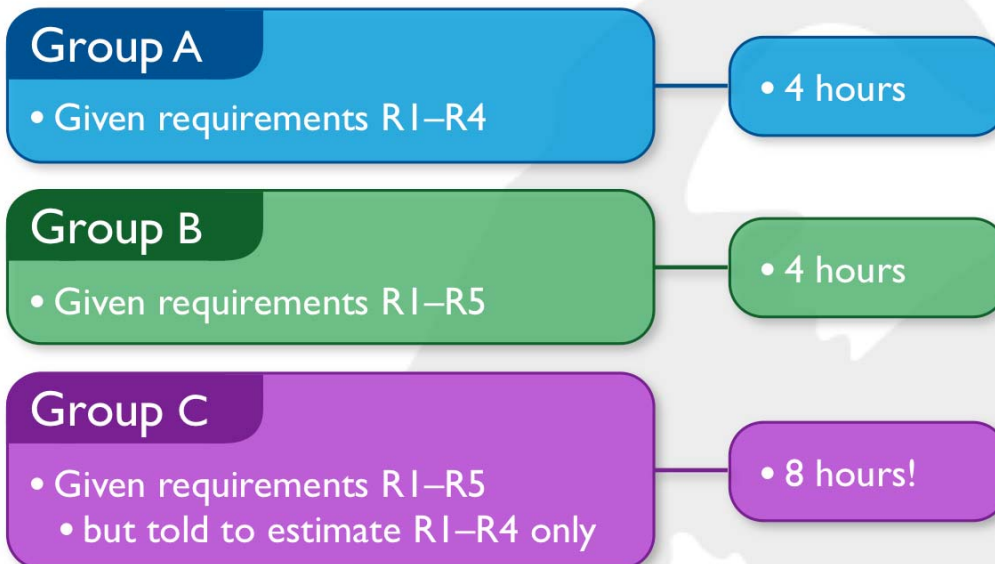 Group A
• Given requirements R1–R4
• 4 hours
Group B
• Given requirements R1–R5
• 4 hours
Group C
• Given requirements R1–R5
• but told to estimate R1–R4 only
• 8 hours!